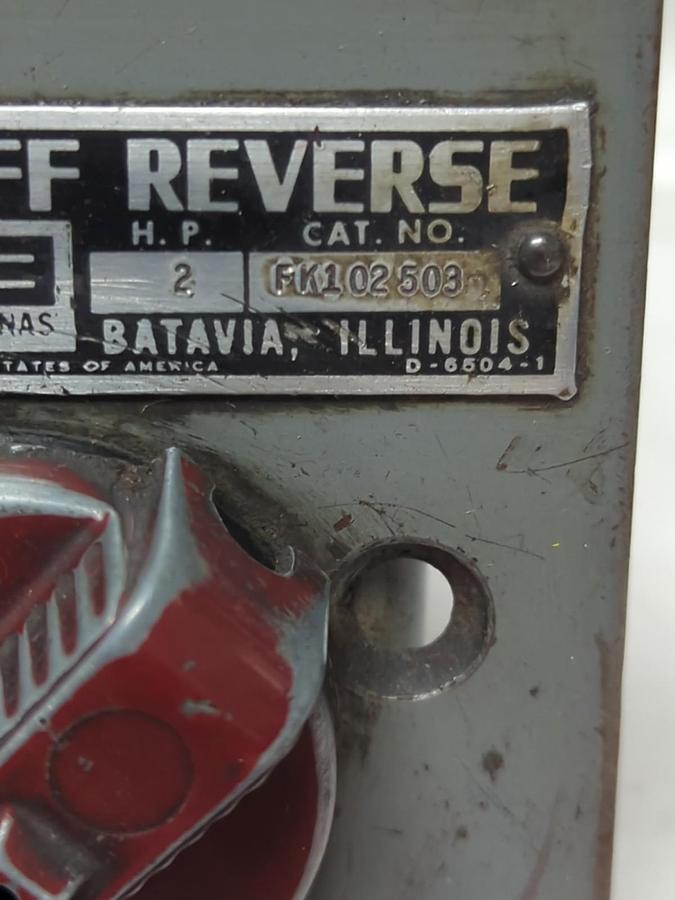 FF REVERSE
H.P. CAT. NO.
2 FK102503
NAS
BATAVIA, ILLINOIS
TATES OF AMERICA D-6504-1